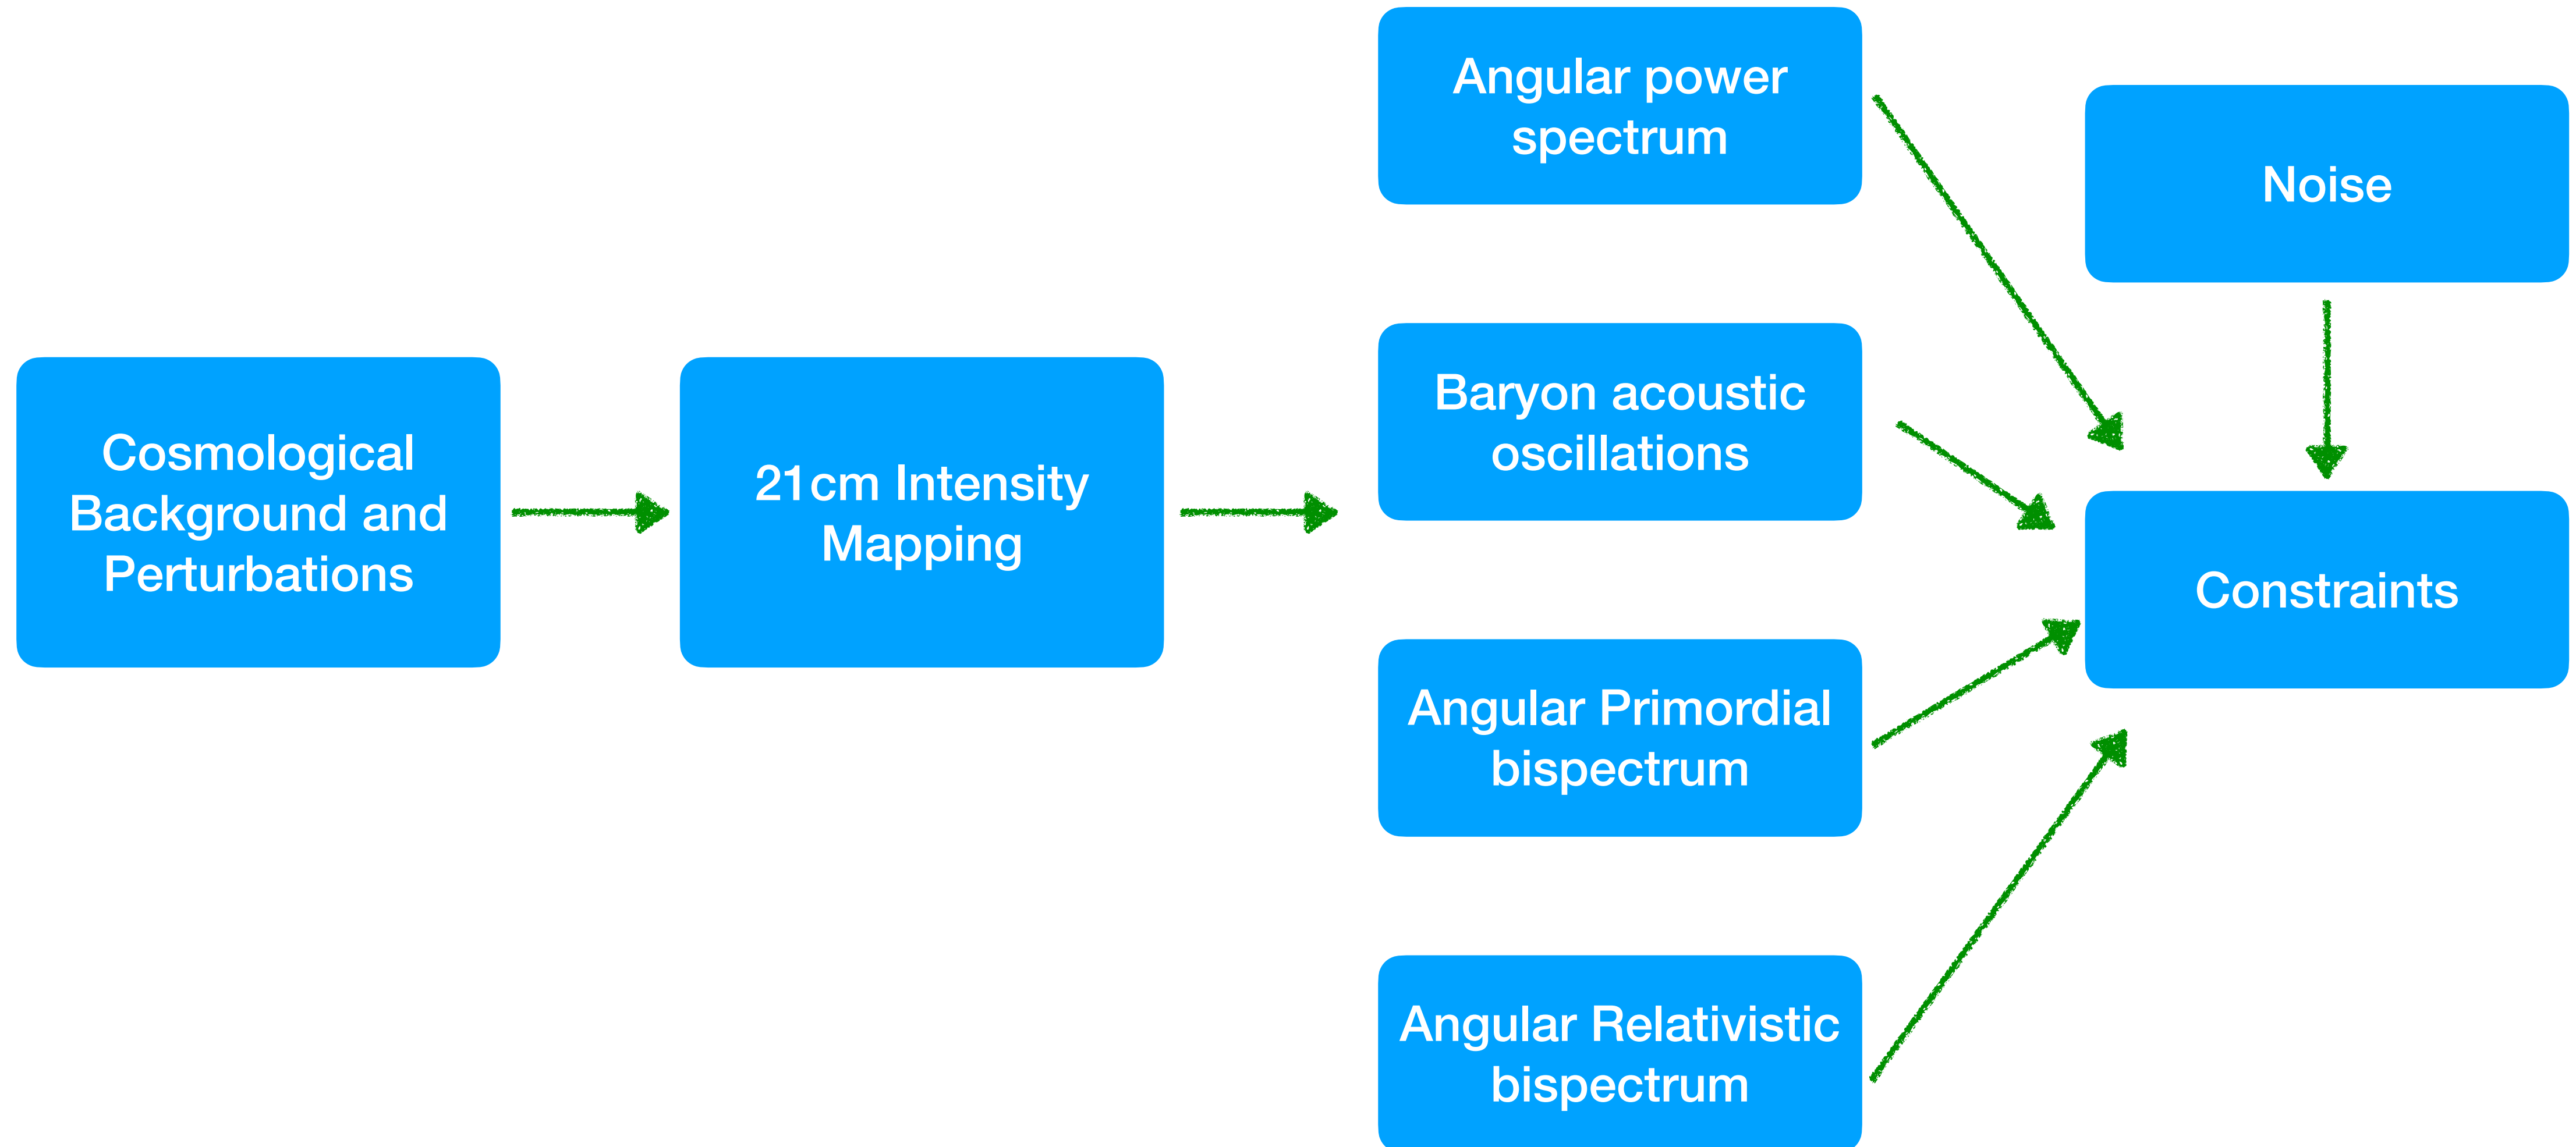 Cosmological
Background and
Perturbations
21cm Intensity
Mapping
Angular power
spectrum
Baryon acoustic
oscillations
Angular Primordial
bispectrum
Angular Relativistic
bispectrum
Noise
Constraints